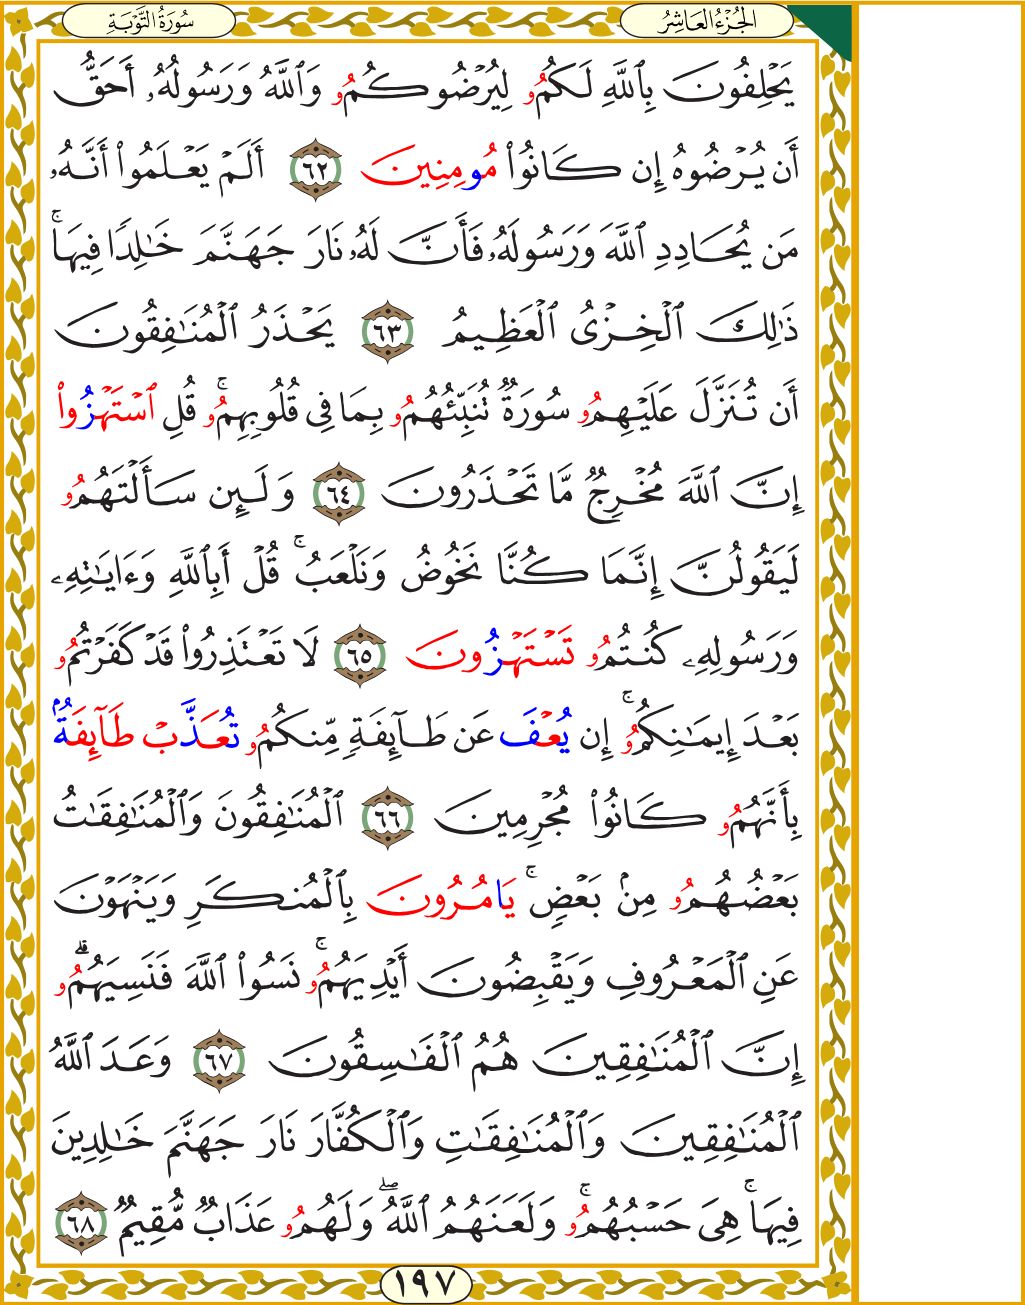 الجُزْءُ العَاشِرُ
سُورَةُ التَّوْبَةِ
يَحْلِفُونَ بِٱللَّهِ لَكُمُۥ لِيُرْضُوكُمُۥ وَٱللَّهُ وَرَسُولُهُۥ أَحَقُّ
أَن يُرْضُوهُ إِن كَانُوا۟ مُومِنِينَ ٦٢ أَلَمْ يَعْلَمُوا۟ أَنَّهُۥ
مَن يُحَادِدِ ٱللَّهَ وَرَسُولَهُۥ فَأَنَّ لَهُۥ نَارَ جَهَنَّمَ خَـٰلِدًا فِيهَا ۚ
ذَٰلِكَ ٱلْخِزْىُ ٱلْعَظِيمُ ٦٣ يَحْذَرُ ٱلْمُنَـٰفِقُونَ
أَن تُنَزَّلَ عَلَيْهِمُۥ سُورَةٌ تُنَبِّئُهُمُۥ بِمَا فِى قُلُوبِهِمُۥ ۚ قُلِ ٱسْتَهْزُوا۟
إِنَّ ٱللَّهَ مُخْرِجٌ مَّا تَحْذَرُونَ ٦٤ وَلَئِن سَأَلْتَهُمُۥ
لَيَقُولُنَّ إِنَّمَا كُنَّا نَخُوضُ وَنَلْعَبُ ۚ قُلْ أَبِٱللَّهِ وَءَايَـٰتِهِۦ
وَرَسُولِهِۦ كُنتُمُۥ تَسْتَهْزُونَ ٦٥ لَا تَعْتَذِرُوا۟ قَدْ كَفَرْتُمُۥ
بَعْدَ إِيمَـٰنِكُمُۥ ۚ إِن يُعْفَ عَن طَآئِفَةٍ مِّنكُمُۥ تُعَذَّبْ طَآئِفَةٌۢ
بِأَنَّهُمُۥ كَانُوا۟ مُجْرِمِينَ ٦٦ ٱلْمُنَـٰفِقُونَ وَٱلْمُنَـٰفِقَـٰتُ
بَعْضُهُمُۥ مِنۢ بَعْضٍ ۚ يَامُرُونَ بِٱلْمُنكَرِ وَيَنْهَوْنَ
عَنِ ٱلْمَعْرُوفِ وَيَقْبِضُونَ أَيْدِيَهُمُۥ ۚ نَسُوا۟ ٱللَّهَ فَنَسِيَهُمُۥ ۗ
إِنَّ ٱلْمُنَـٰفِقِينَ هُمُ ٱلْفَـٰسِقُونَ ٦٧ وَعَدَ ٱللَّهُ
ٱلْمُنَـٰفِقِينَ وَٱلْمُنَـٰفِقَـٰتِ وَٱلْكُفَّارَ نَارَ جَهَنَّمَ خَـٰلِدِينَ
فِيهَا ۚ هِىَ حَسْبُهُمُۥ ۚ وَلَعَنَهُمُ ٱللَّهُ ۖ وَلَهُمُۥ عَذَابٌ مُّقِيمٌ ٦٨
١٩٧